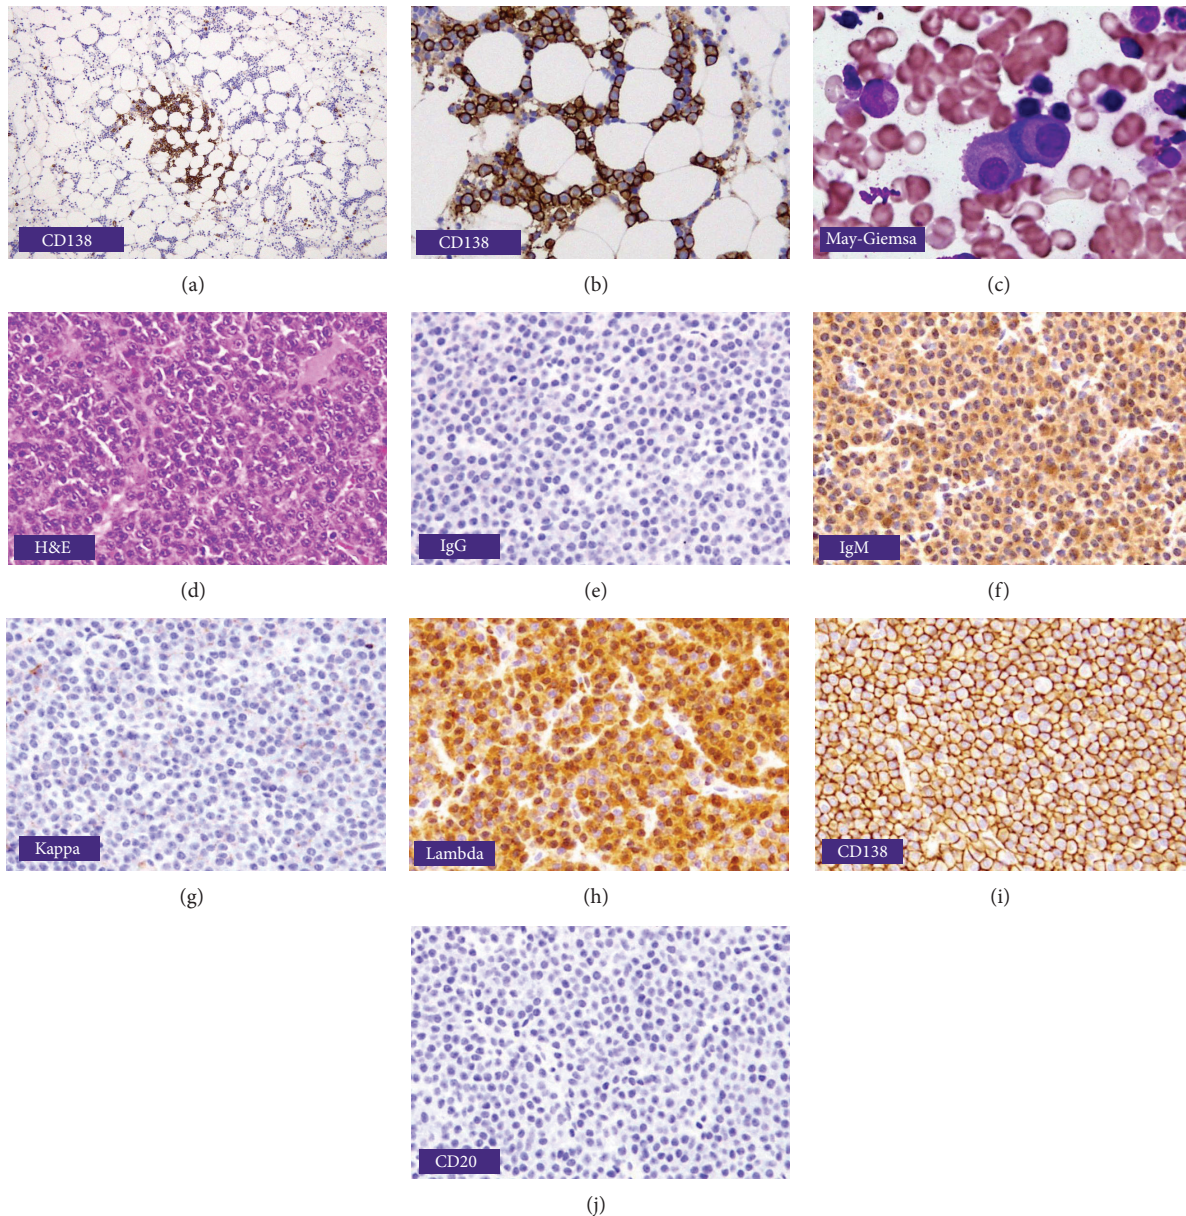 CD138
(a)
CD138
(b)
May-Giemsa
(c)
H&E
(d)
IgG
(e)
IgM
(f)
Kappa
(g)
Lambda
(h)
CD138
(i)
CD20
(j)